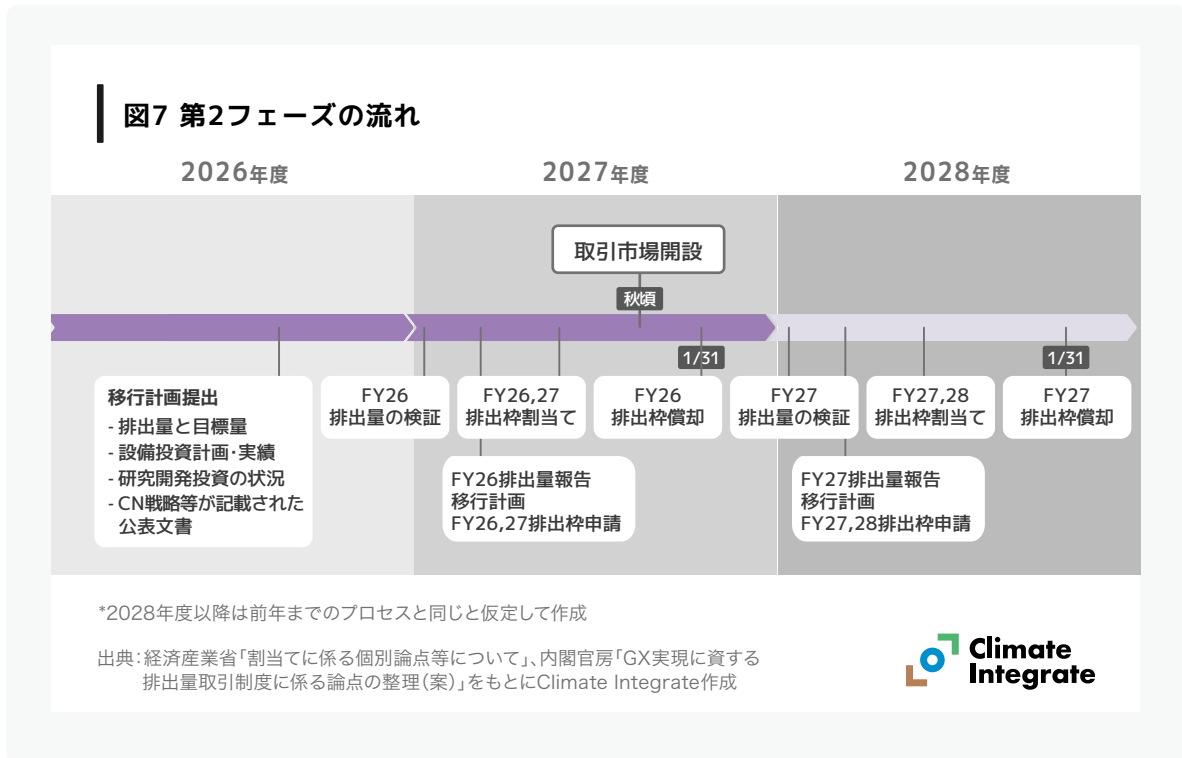 図7 第2フェーズの流れ
2026年度
2027年度
2028年度
取引市場開設
秋頃
1/31
1/31
移行計画提出
- 排出量と目標量
- 設備投資計画・実績
- 研究開発投資の状況
- CN戦略等が記載された
公表文書
FY26
排出量の検証
FY26,27
排出枠割当て
FY26
排出枠償却
FY27
排出量の検証
FY27,28
排出枠割当て
FY27
排出枠償却
FY26排出量報告
移行計画
FY26,27排出枠申請
FY27排出量報告
移行計画
FY27,28排出枠申請
*2028年度以降は前年までのプロセスと同じと仮定して作成
出典：経済産業省「割当てに係る個別論点等について」、内閣官房「GX実現に資する
排出量取引制度に係る論点の整理（案）」をもとにClimate Integrate作成
Climate
Integrate